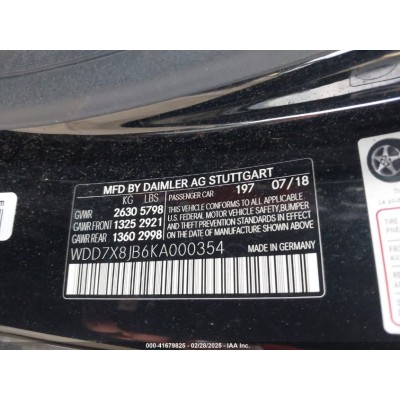 MFD BY DAIMLER AG STUTTGART
KG LBS PASSENGER CAR 197 07/18
GVWR 2630 5798
GAWR FRONT 1325 2921
GAWR REAR 1360 2998
THIS VEHICLE CONFORMS TO ALL APPLICABLE
U.S. FEDERAL MOTOR VEHICLE SAFETY, BUMPER
AND THEFT PREVENTION STANDARDS IN EFFECT
ON THE DATE OF MANUFACTURE SHOWN ABOVE
MADE IN GERMANY
WDD7X8JB6KA000354
000-41679825 - 02/28/2025 - IAA Inc.